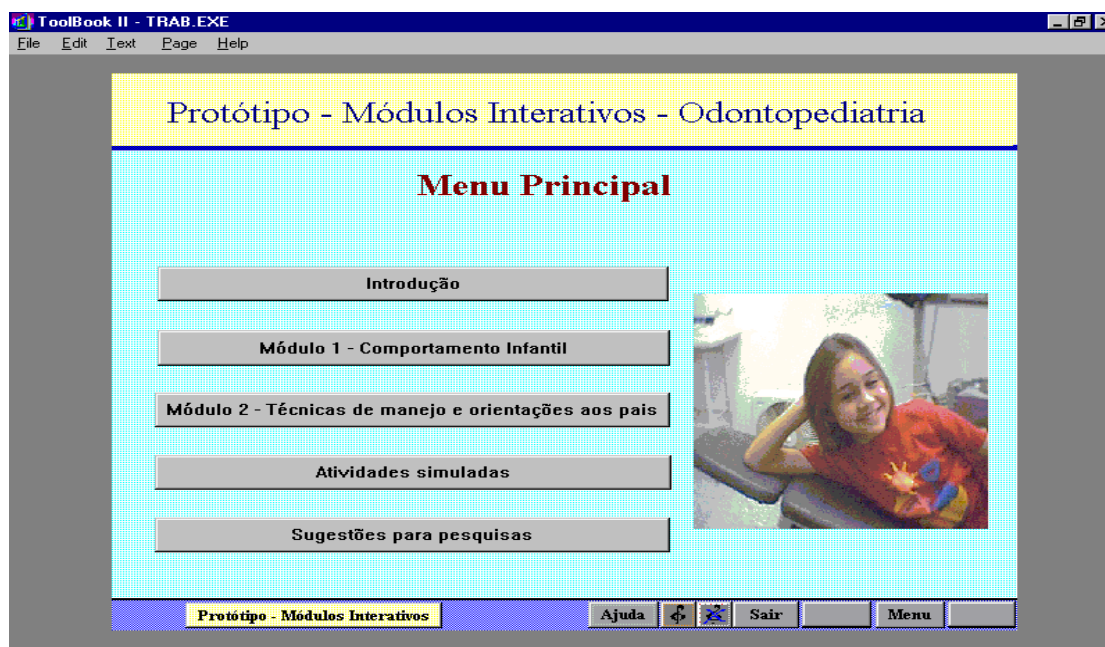 ToolBook II - TRAB.EXE
File Edit Text Page Help
Protótipo - Módulos Interativos - Odontopediatria
Menu Principal
Introdução
Módulo 1 - Comportamento Infantil
Módulo 2 - Técnicas de manejo e orientações aos pais
Atividades simuladas
Sugestões para pesquisas
Protótipo - Módulos Interativos
Ajuda
Sair
Menu